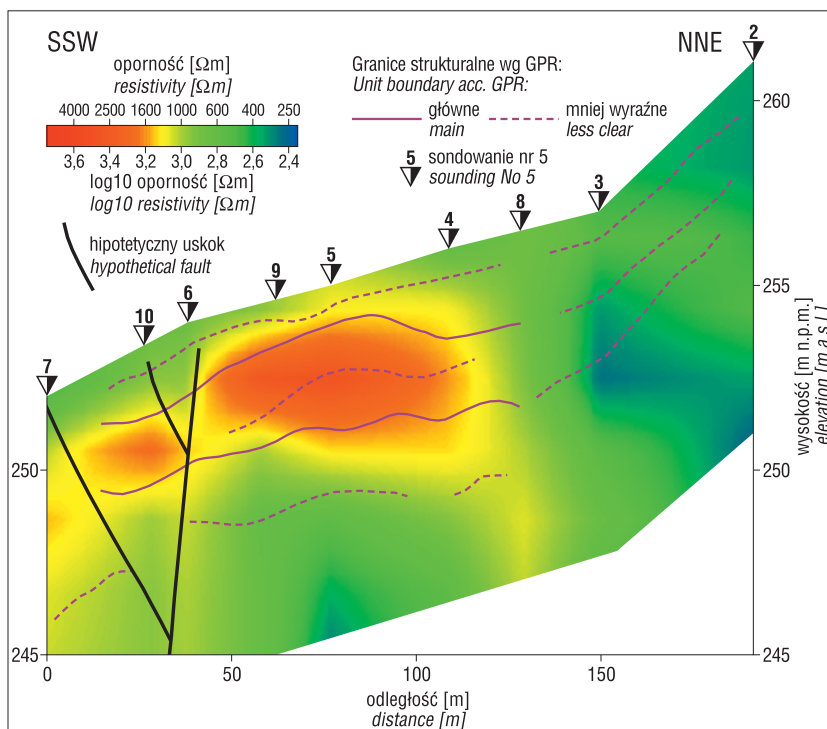 SSW
NNE
oporność [Ωm]
resistivity [Ωm]
4000 2500 1600 1000 600 400 250
3,6 3,4 3,2 3,0 2,8 2,6 2,4
log10 oporność [Ωm]
log10 resistivity [Ωm]
hipotetyczny uskok
hypothetical fault
Granice strukturalne wg GPR:
Unit boundary acc. GPR:
główne
main
mniej wyraźne
less clear
5 sondowanie nr 5
sounding No 5
7
10
6
9
5
4
8
3
2
260
255
250
245
250
245
wysokość [m n.p.m.]
elevation [m a.s.l.]
0 50 100 150
odległość [m]
distance [m]